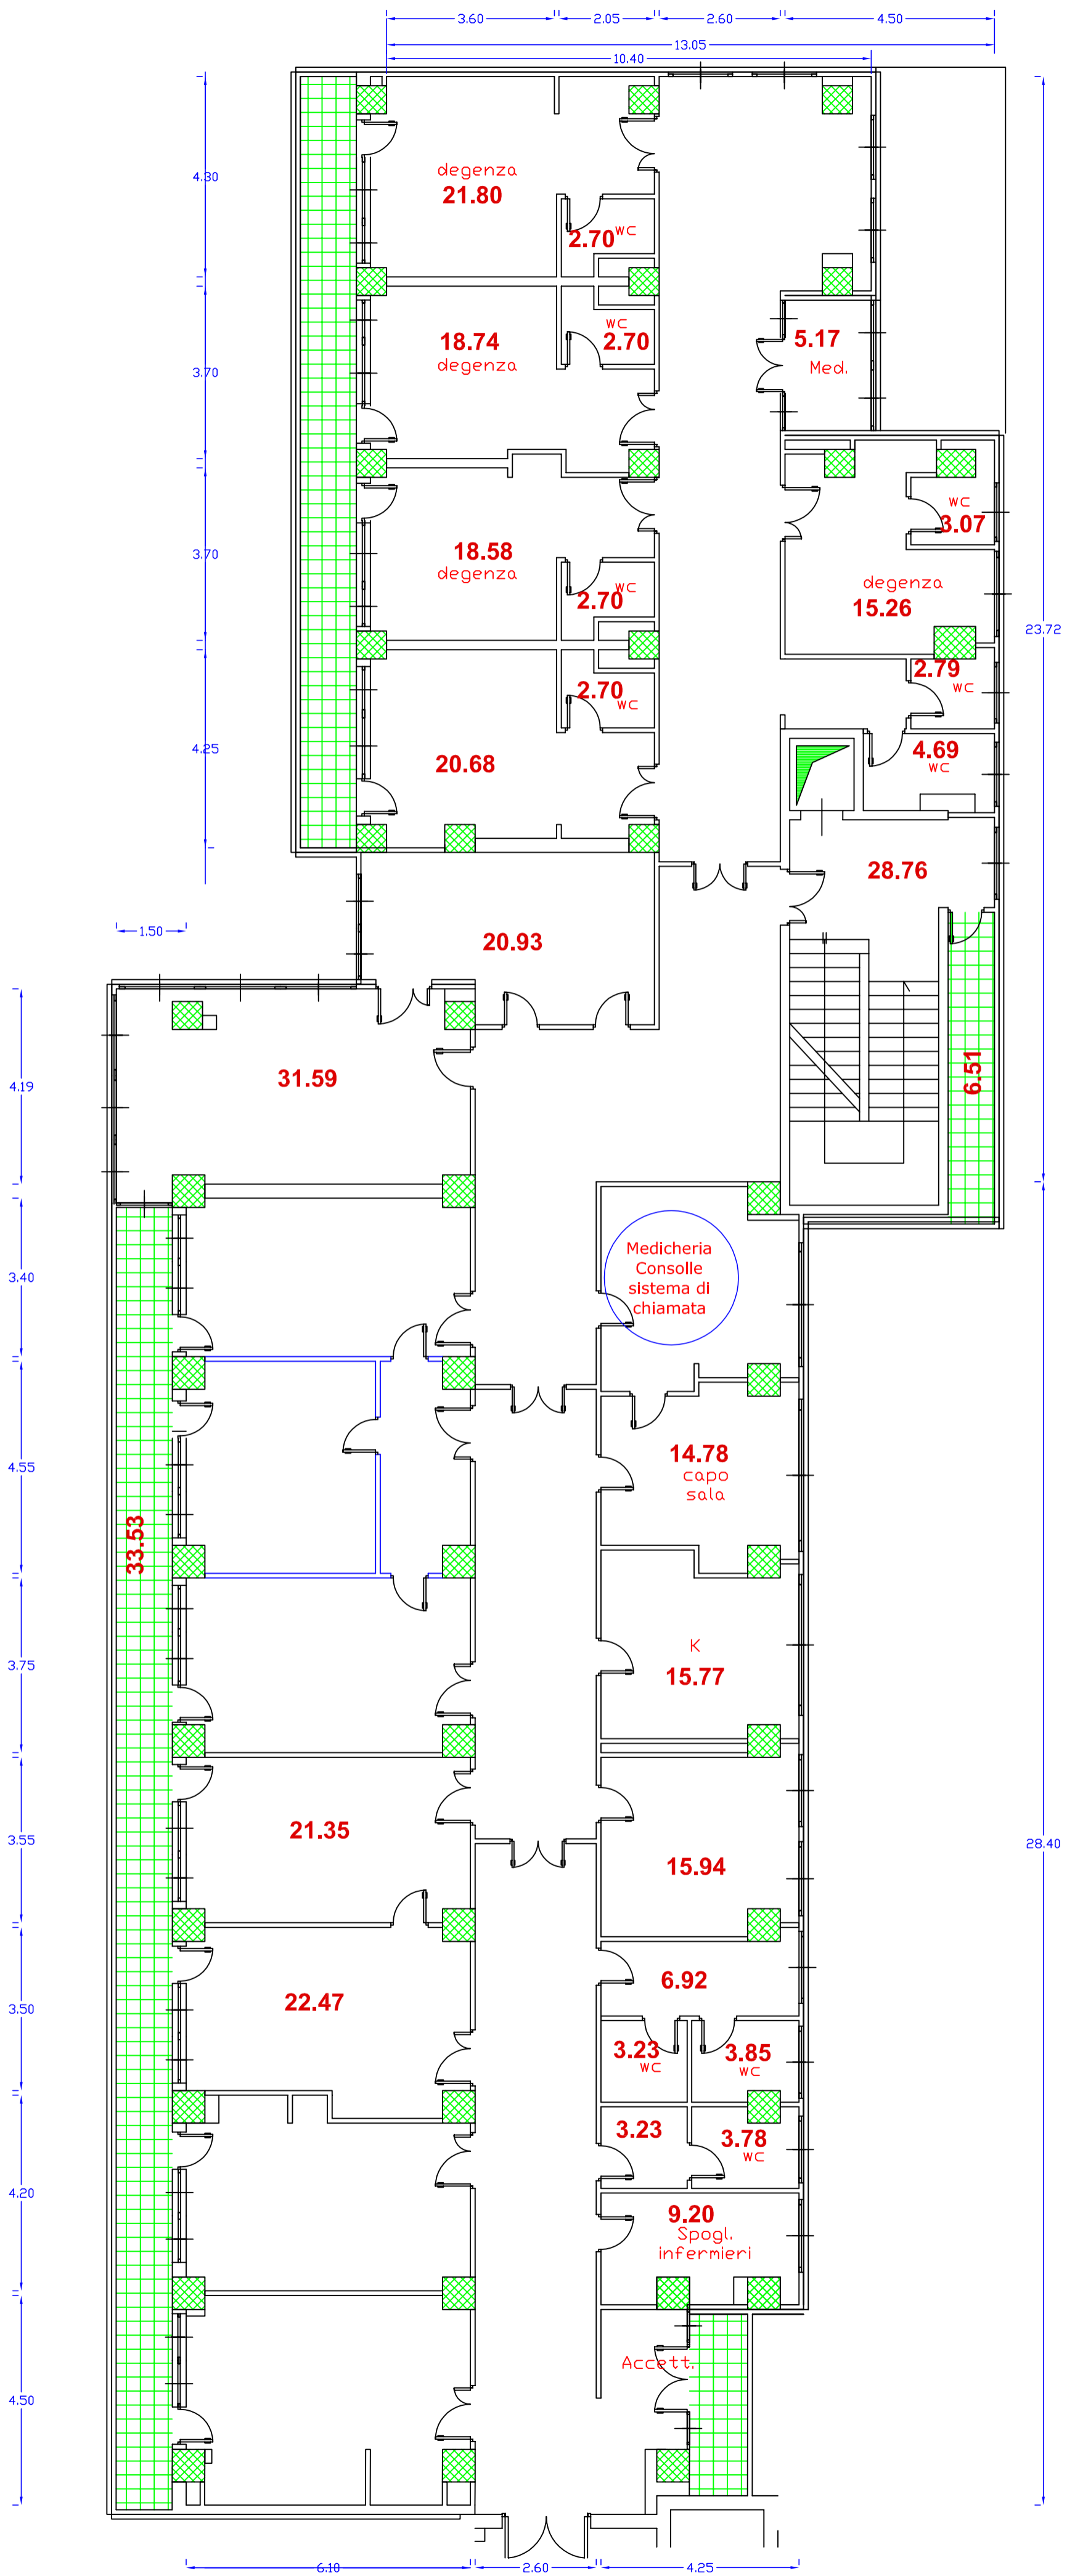 3.60
2.05
2.60
4.50
13.05
10.40
4.30
degenza
21.80
2.70
WC
WC
2.70
18.74
degenza
5.17
Med.
3.70
WC
3.07
3.70
18.58
degenza
WC
2.70
degenza
15.26
23.72
2.79
WC
2.70
WC
4.25
20.68
4.69
WC
28.76
1.50
20.93
6.51
4.19
31.59
Medicheria
Consolle
sistema di
chiamata
3.40
14.78
capo
sala
4.55
33.53
K
15.77
3.75
21.35
3.55
15.94
28.40
6.92
22.47
3.50
3.23
WC
3.85
WC
3.23
3.78
WC
4.20
9.20
Spogl.
infermieri
Accett.
4.50
6.10
2.60
4.25